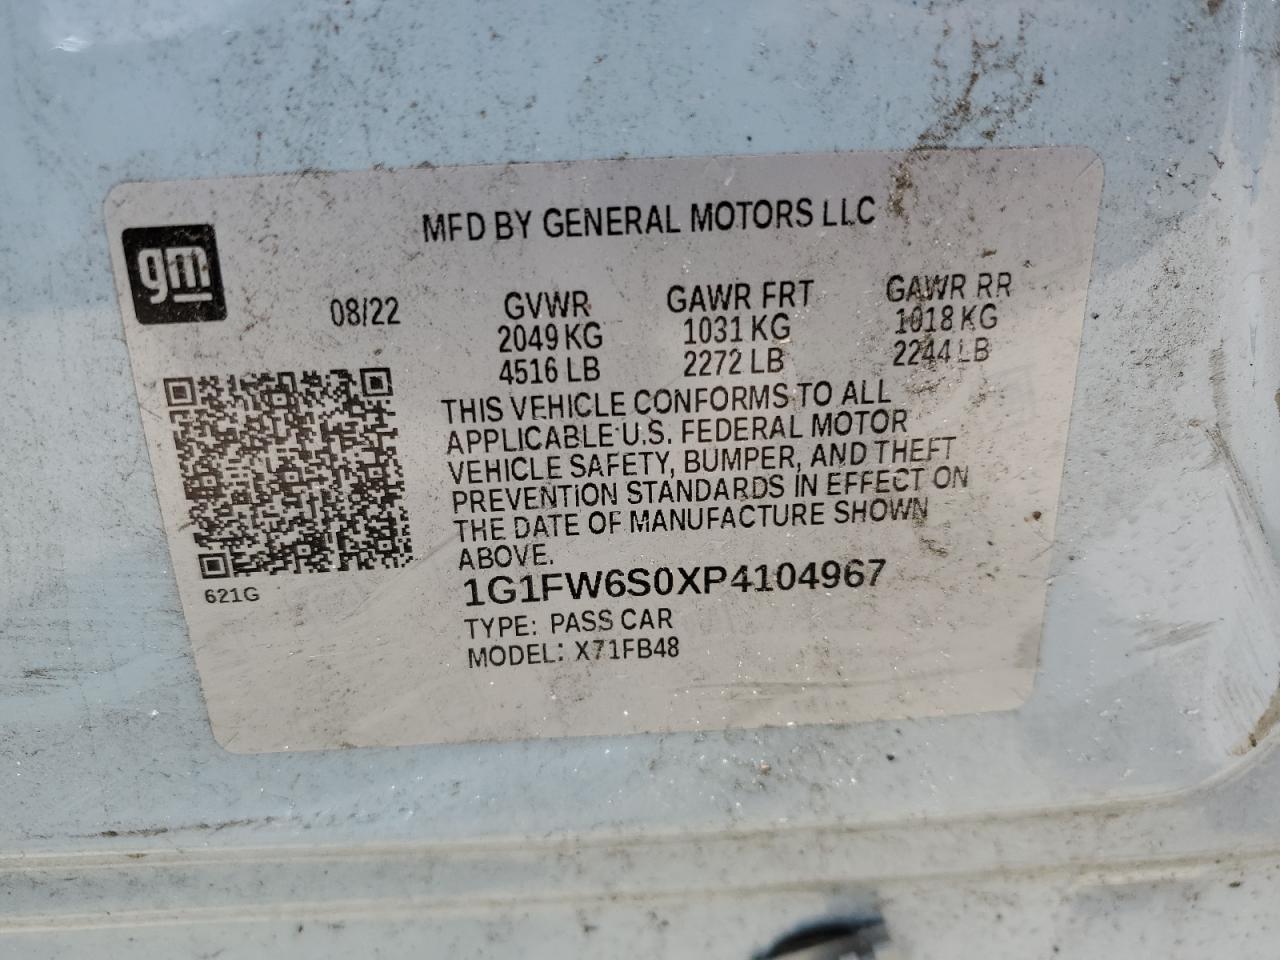 MFD BY GENERAL MOTORS LLC
gm
08/22 GVWR GAWR FRT GAWR RR
2049 KG 1031 KG 1018 KG
4516 LB 2272 LB 2244 LB
THIS VEHICLE CONFORMS TO ALL
APPLICABLE U.S. FEDERAL MOTOR
VEHICLE SAFETY, BUMPER, AND THEFT
PREVENTION STANDARDS IN EFFECT ON
THE DATE OF MANUFACTURE SHOWN
ABOVE.
621G
1G1FW6S0XP4104967
TYPE: PASS CAR
MODEL: X71FB48